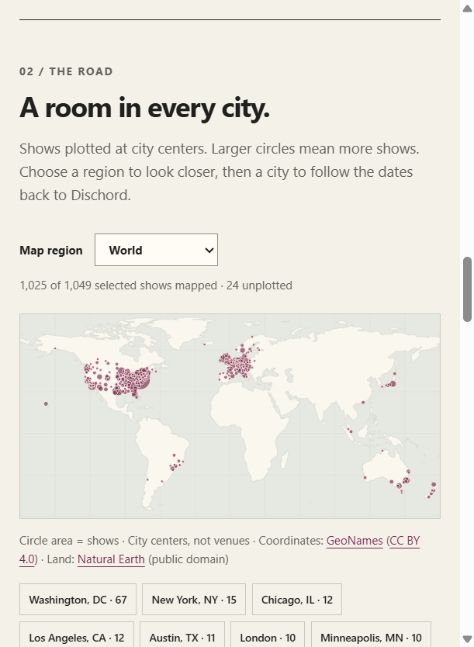 02 / THE ROAD
A room in every city.
Shows plotted at city centers. Larger circles mean more shows.
Choose a region to look closer, then a city to follow the dates
back to Dischord.
Map region
World
1,025 of 1,049 selected shows mapped · 24 unplotted
Circle area = shows · City centers, not venues · Coordinates: GeoNames (CC BY
4.0) · Land: Natural Earth (public domain)
Washington, DC · 67
New York, NY · 15
Chicago, IL · 12
Los Angeles, CA · 12
Austin, TX · 11
London · 10
Minneapolis, MN · 10